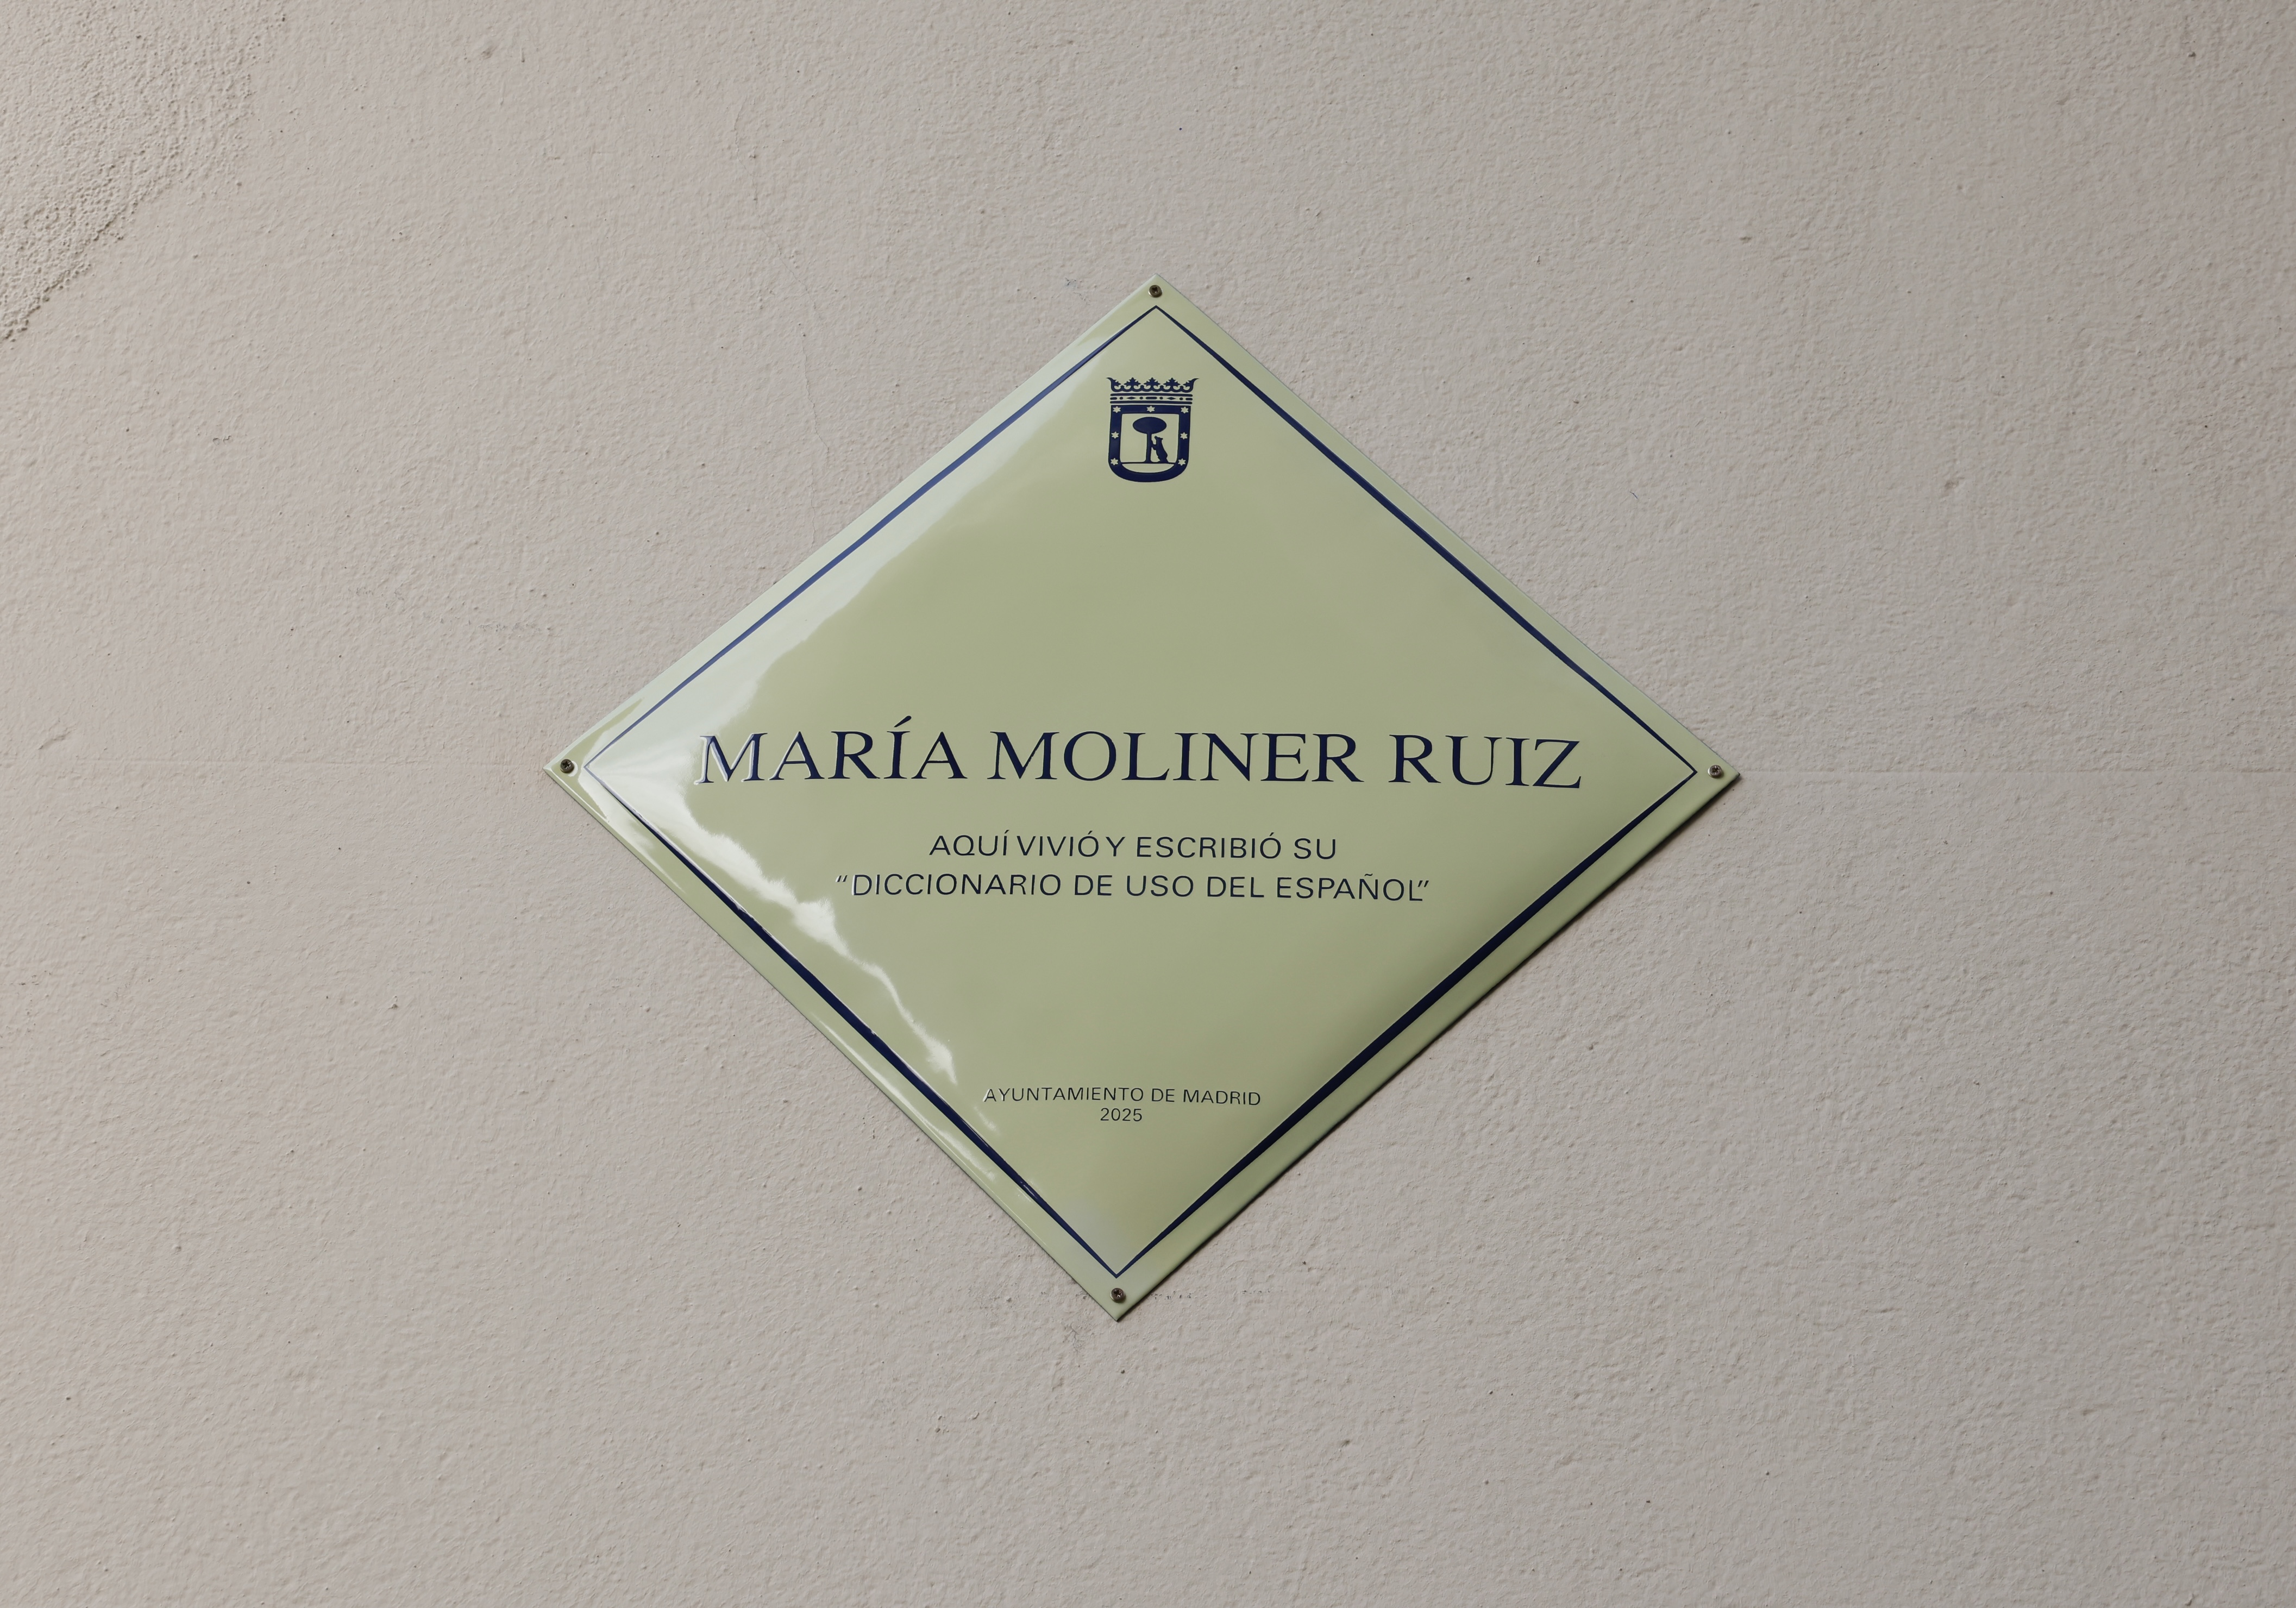 MARÍA MOLINER RUIZ
AQUÍ VIVIÓ Y ESCRIBIÓ SU
“DICCIONARIO DE USO DEL ESPAÑOL”
AYUNTAMIENTO DE MADRID
2025